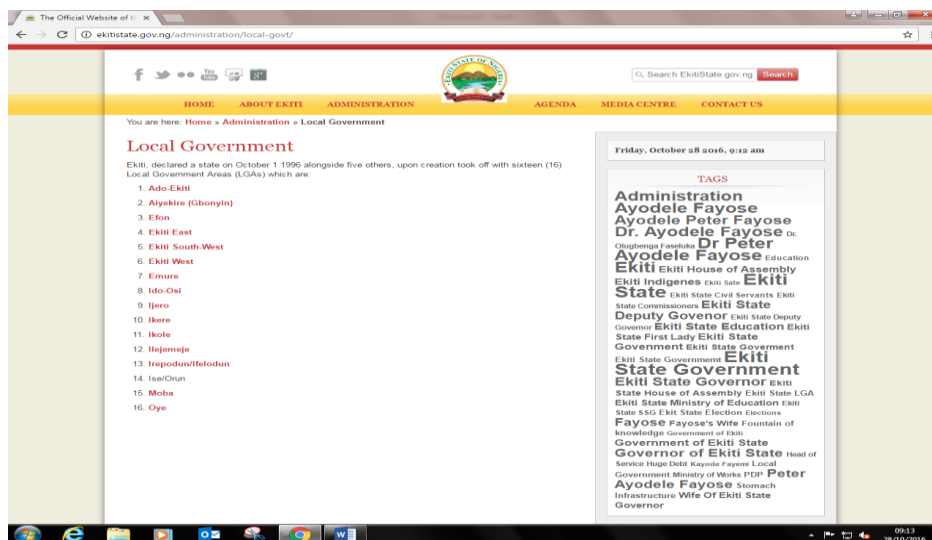 The Official Website of t
ekitistate.gov.ng/administration/local-govt/
You Tube
EKITI STATE OF NIGERIA
Search EkitiState.gov.ng Search
HOME ABOUT EKITI ADMINISTRATION AGENDA MEDIA CENTRE CONTACT US
You are here: Home » Administration » Local Government
Local Government
Ekiti, declared a state on October 1 1996 alongside five others, upon creation took off with sixteen (16)
Local Government Areas (LGAs) which are:
1. Ado-Ekiti
2. Aiyekire (Gbonyin)
3. Efon
4. Ekiti East
5. Ekiti South-West
6. Ekiti West
7. Emure
8. Ido-Osi
9. Ijero
10. Ikere
11. Ikole
12. Ilejemeje
13. Irepodun/Ifelodun
14. Ise/Orun
15. Moba
16. Oye
Friday, October 28 2016, 9:12 am
TAGS
Administration
Ayodele Fayose
Ayodele Peter Fayose
Dr. Ayodele Fayose Dr.
Olugbenga Faseluka Dr Peter
Ayodele Fayose Education
Ekiti Ekiti House of Assembly
Ekiti Indigenes Ekiti Sate Ekiti
State Ekiti State Civil Servants Ekiti
State Commissioners Ekiti State
Deputy Govenor Ekiti State Deputy
Governor Ekiti State Education Ekiti
State First Lady Ekiti State
Govenment Ekiti State Goverment
Ekiti State Governmemt Ekiti
State Government
Ekiti State Governor Ekiti
State House of Assembly Ekiti State LGA
Ekiti State Ministry of Education Ekiti
State SSG Ekit State Election Elections
Fayose Fayose's Wife Fountain of
knowledge Government of Ekiti
Government of Ekiti State
Governor of Ekiti State Head of
Service Huge Debt Kayode Fayemi Local
Government Ministry of Works PDP Peter
Ayodele Fayose Stomach
Infrastructure Wife Of Ekiti State
Governor
09:13
28/10/2016